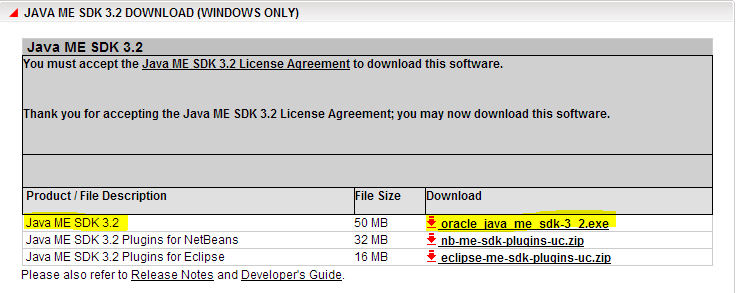 JAVA ME SDK 3.2 DOWNLOAD (WINDOWS ONLY)
Java ME SDK 3.2
You must accept the Java ME SDK 3.2 License Agreement to download this software.
Thank you for accepting the Java ME SDK 3.2 License Agreement; you may now download this software.
Product / File Description File Size Download
Java ME SDK 3.2 50 MB oracle_java_me_sdk-3_2.exe
Java ME SDK 3.2 Plugins for NetBeans 32 MB nb-me-sdk-plugins-uc.zip
Java ME SDK 3.2 Plugins for Eclipse 16 MB eclipse-me-sdk-plugins-uc.zip
Please also refer to Release Notes and Developer's Guide.